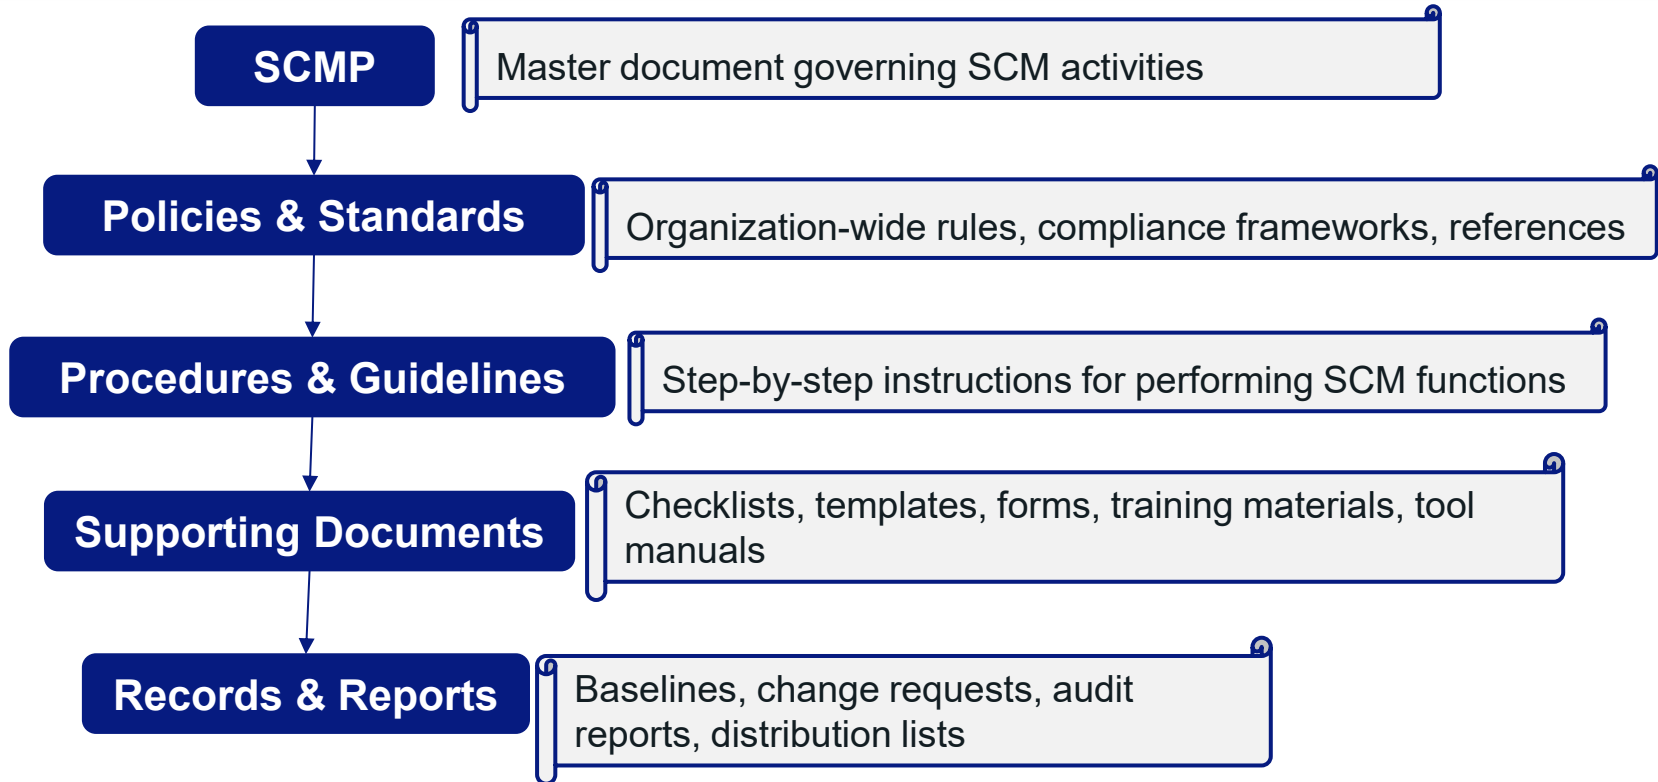 SCMP
Master document governing SCM activities
Policies & Standards
Organization-wide rules, compliance frameworks, references
Procedures & Guidelines
Step-by-step instructions for performing SCM functions
Supporting Documents
Checklists, templates, forms, training materials, tool
manuals
Records & Reports
Baselines, change requests, audit
reports, distribution lists